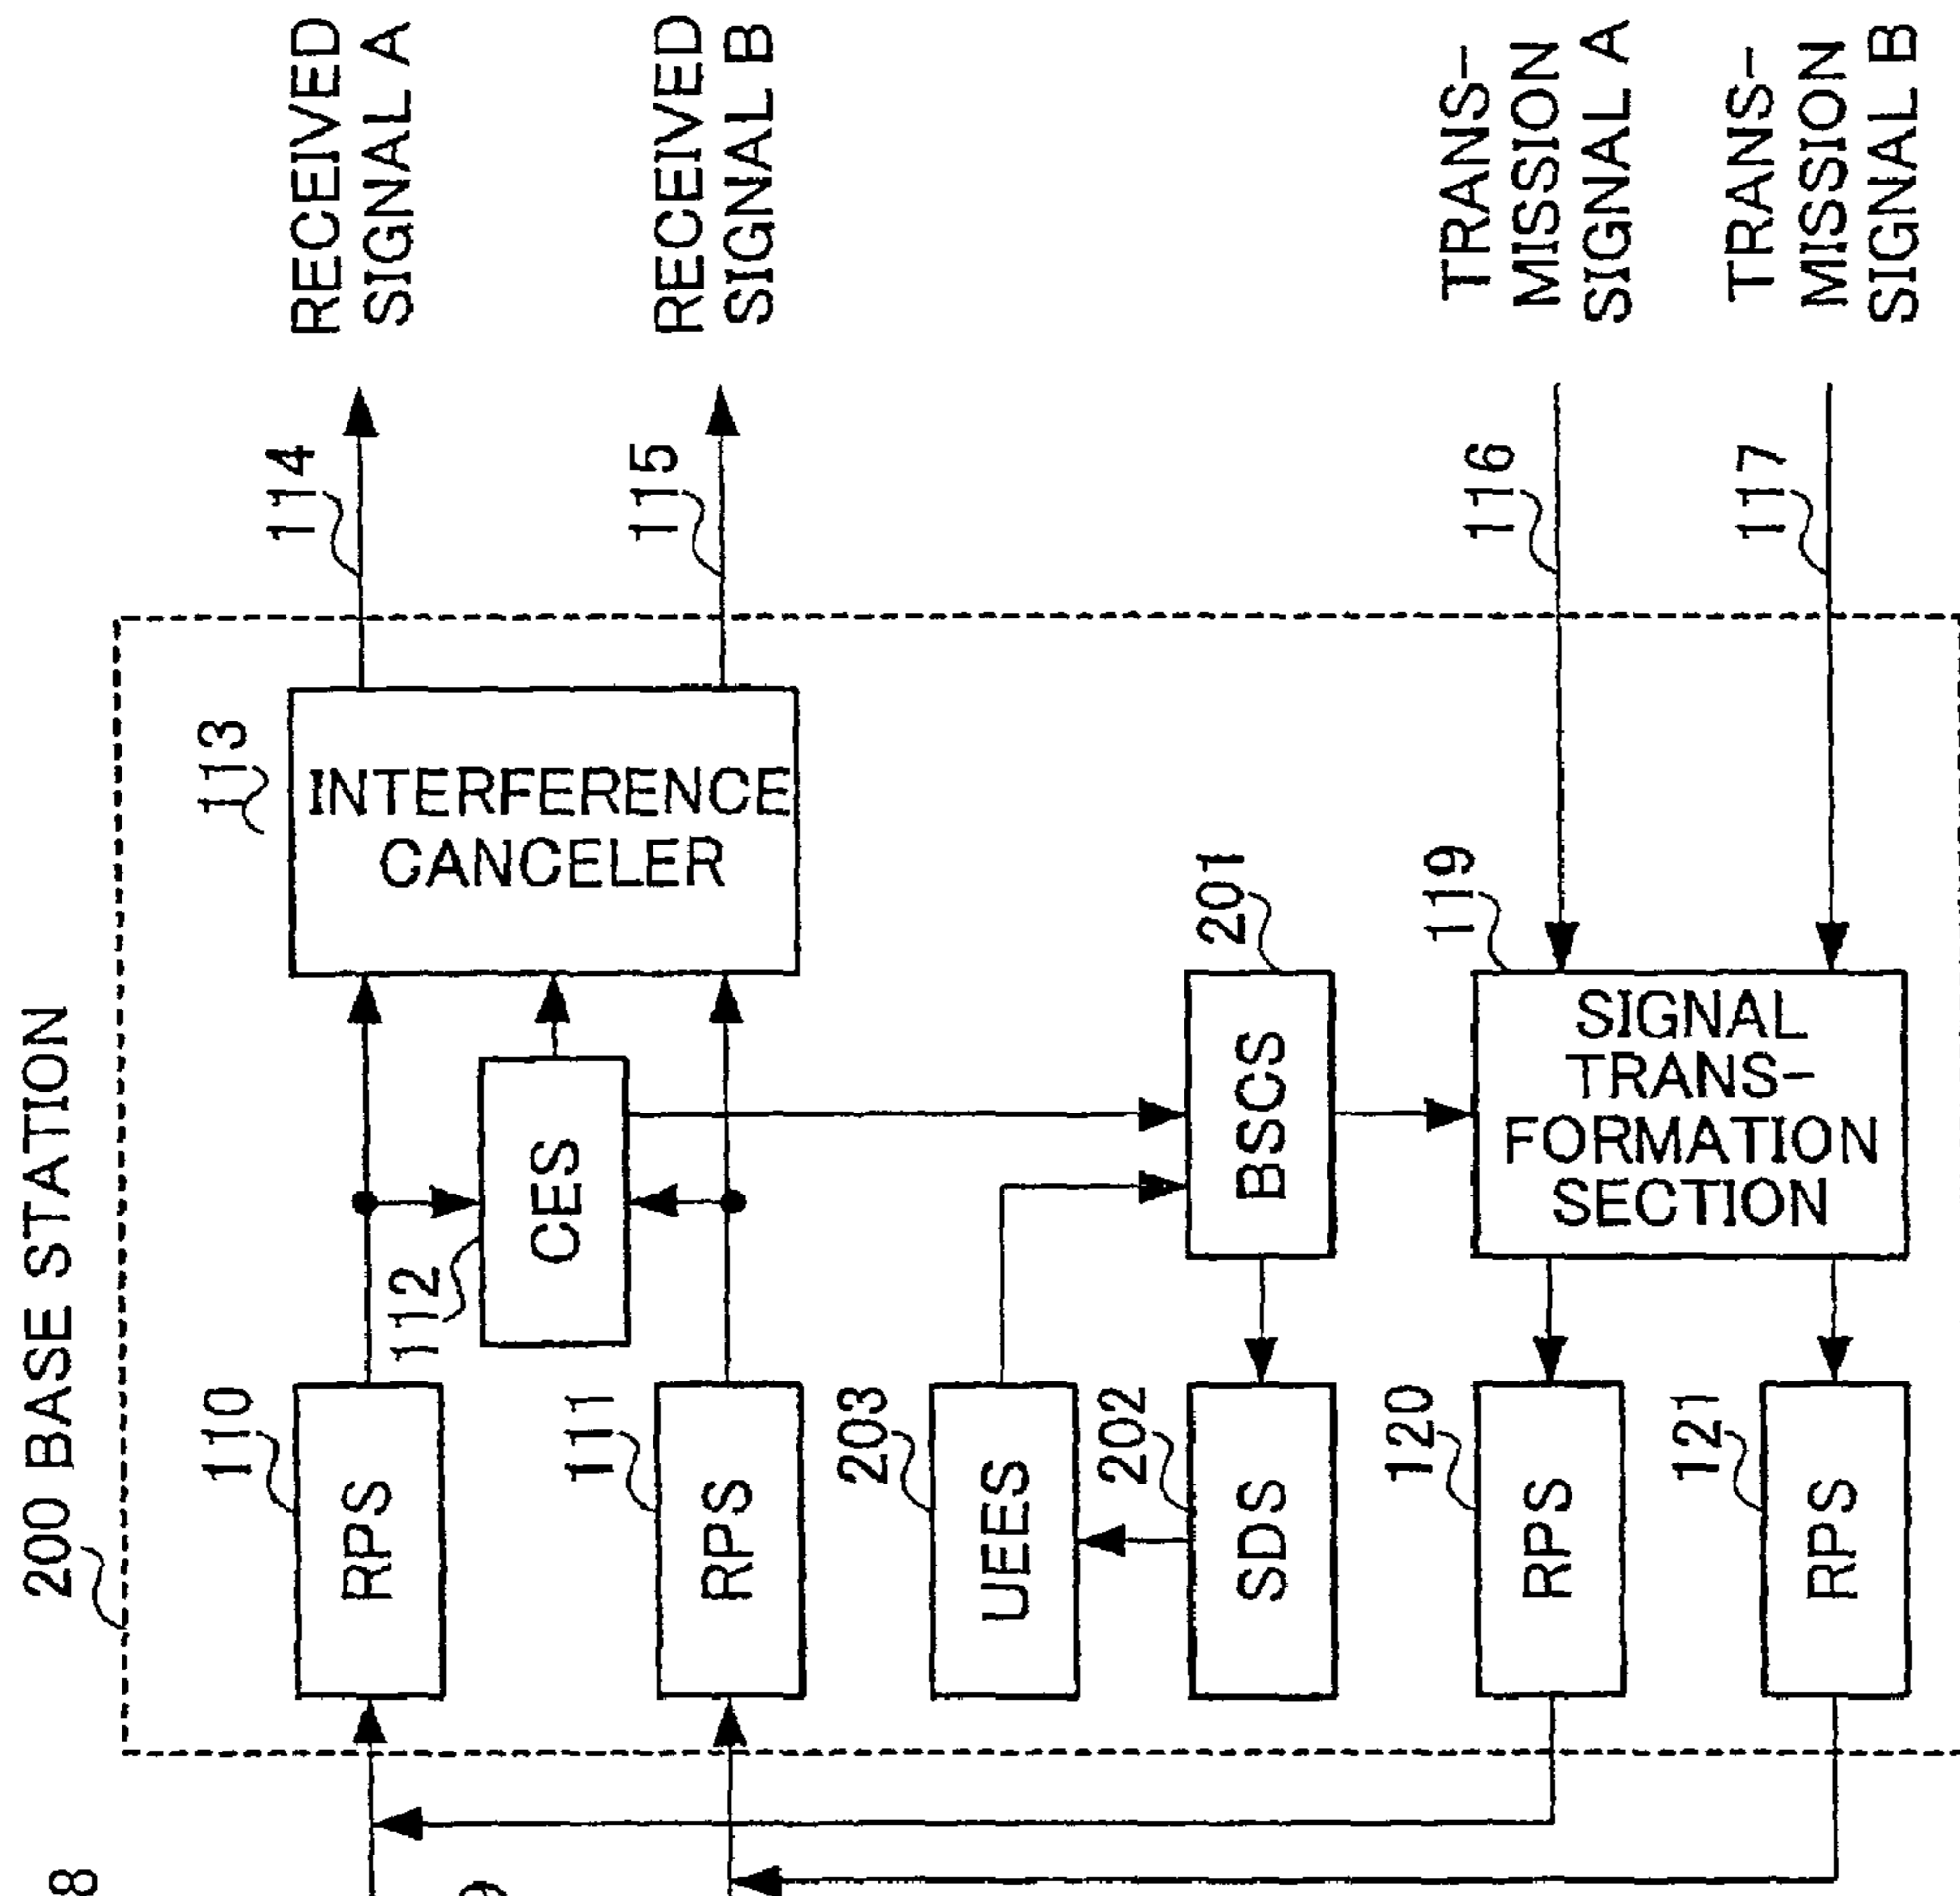 200 BASE STATION
110
RPS
112
CES
113
INTERFERENCE
CANCELER
114
RECEIVED
SIGNAL A
111
RPS
115
RECEIVED
SIGNAL B
203
UEES
202
SDS
201
BSCS
120
RPS
119
SIGNAL
TRANS-
FORMATION
SECTION
116
TRANS-
MISSION
SIGNAL A
121
RPS
117
TRANS-
MISSION
SIGNAL B
8
9